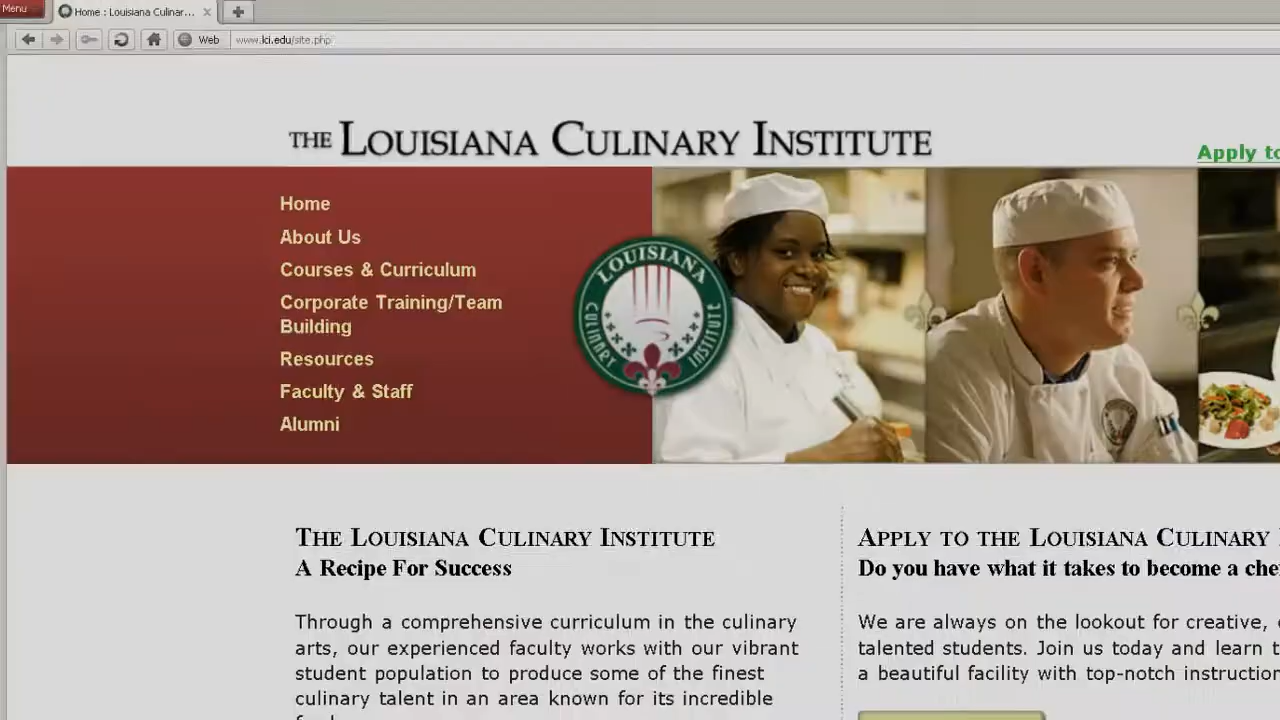 Menu
Home : Louisiana Culinar...
Web
www.lci.edu/site.php
THE LOUISIANA CULINARY INSTITUTE
Apply to
Home
About Us
Courses & Curriculum
Corporate Training/Team
Building
Resources
Faculty & Staff
Alumni
LOUISIANA
CULINARY INSTITUTE
THE LOUISIANA CULINARY INSTITUTE
A Recipe For Success
Through a comprehensive curriculum in the culinary
arts, our experienced faculty works with our vibrant
student population to produce some of the finest
culinary talent in an area known for its incredible
APPLY TO THE LOUISIANA CULINARY
Do you have what it takes to become a che
We are always on the lookout for creative,
talented students. Join us today and learn t
a beautiful facility with top-notch instruction